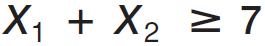 X₁ + X₂ ≥ 7